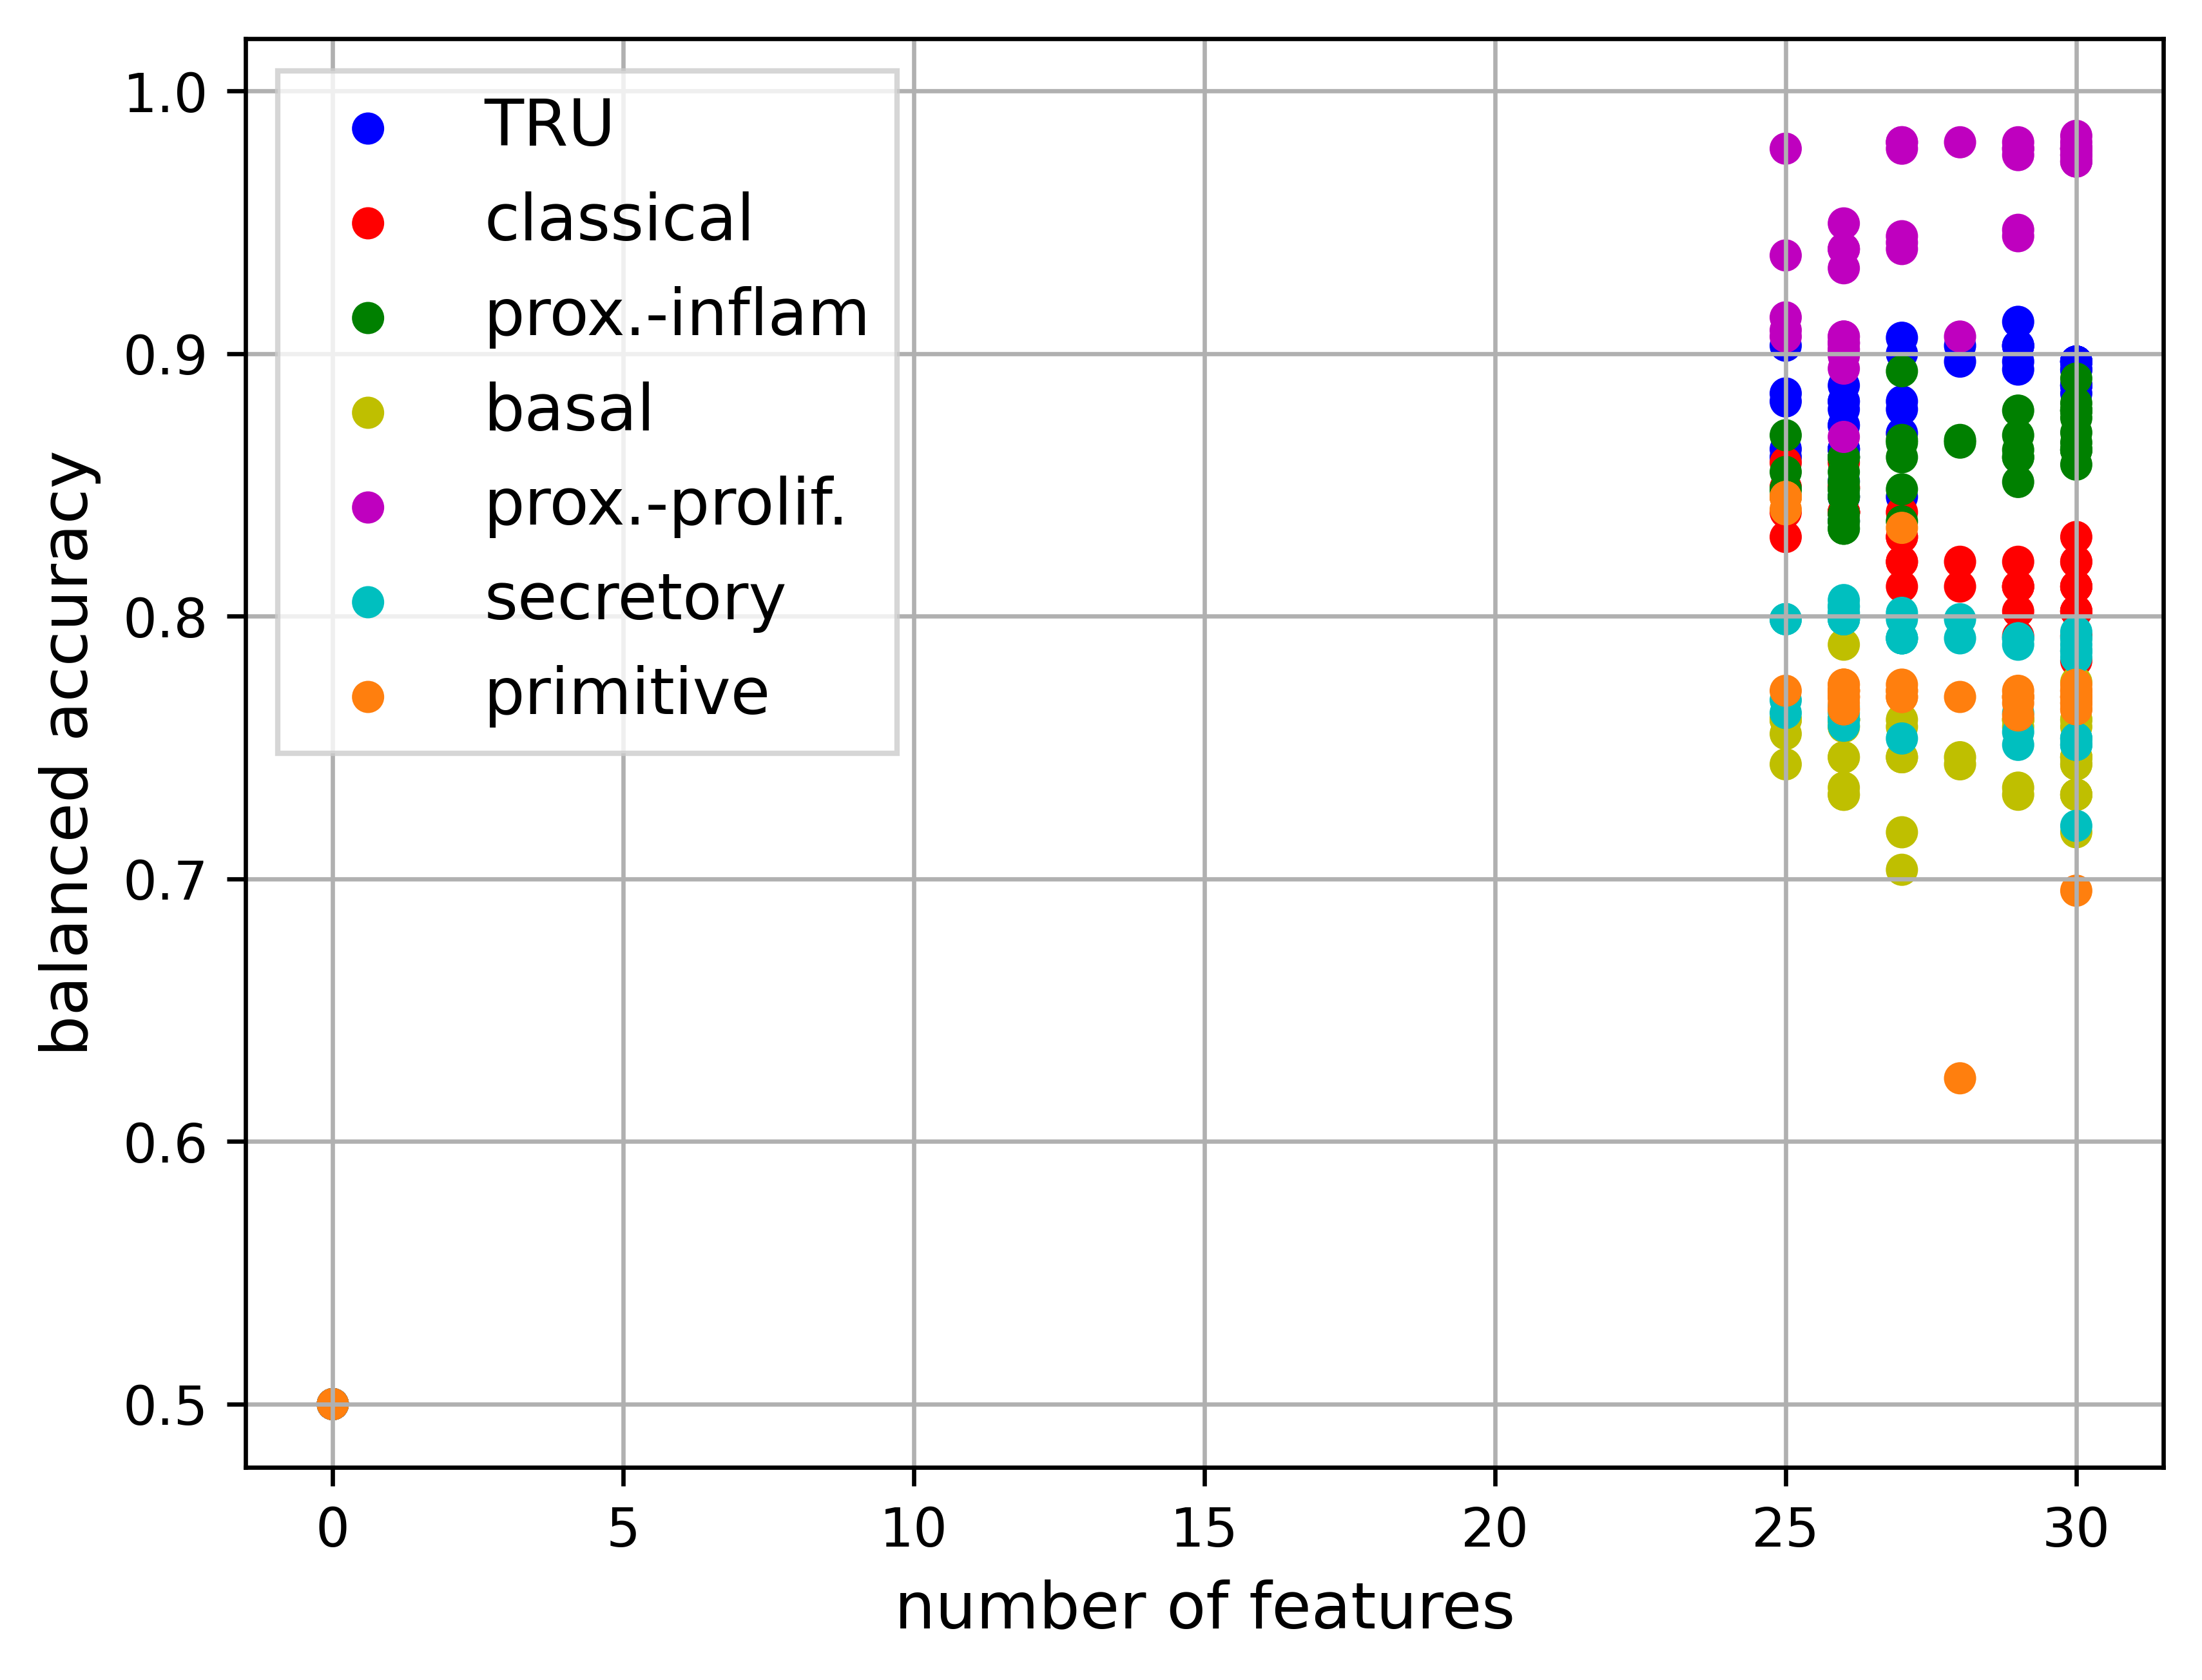 1.0
0.9
0.8
0.7
0.6
0.5
balanced accuracy
TRU
classical
prox.-inflam
basal
prox.-prolif.
secretory
primitive
0 5 10 15 20 25 30
number of features